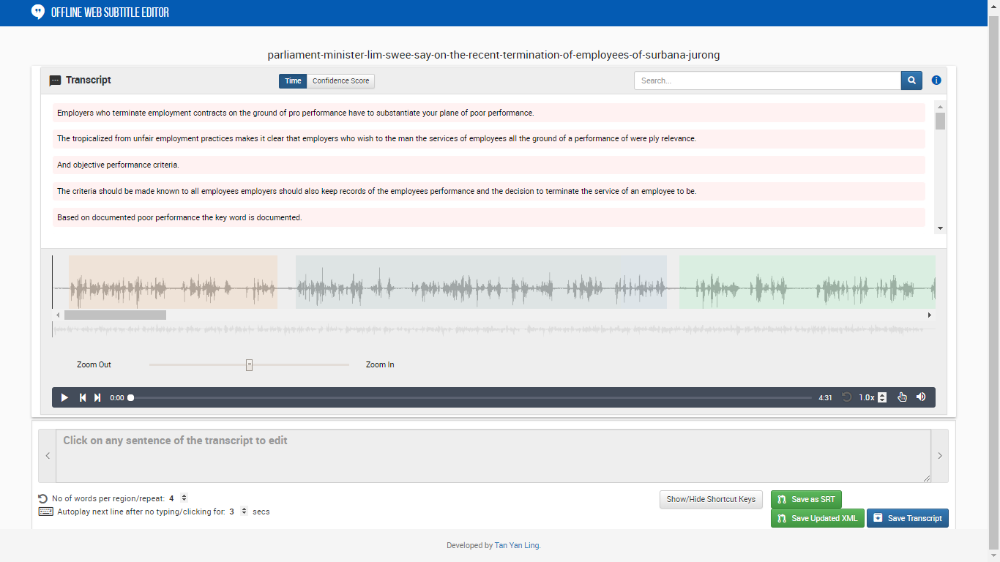 OFFLINE WEB SUBTITLE EDITOR
parliament-minister-lim-swee-say-on-the-recent-termination-of-employees-of-surbana-jurong
Transcript
Time Confidence Score
Search...
Employers who terminate employment contracts on the ground of pro performance have to substantiate your plane of poor performance.
The tropicalized from unfair employment practices makes it clear that employers who wish to the man the services of employees all the ground of a performance of were ply relevance.
And objective performance criteria.
The criteria should be made known to all employees employers should also keep records of the employees performance and the decision to terminate the service of an employee to be.
Based on documented poor performance the key word is documented.
Zoom Out Zoom In
0:00 4:31 1.0x
Click on any sentence of the transcript to edit
No of words per region/repeat: 4
Show/Hide Shortcut Keys Save as SRT
Autoplay next line after no typing/clicking for: 3 secs
Save Updated XML Save Transcript
Developed by Tan Yan Ling.